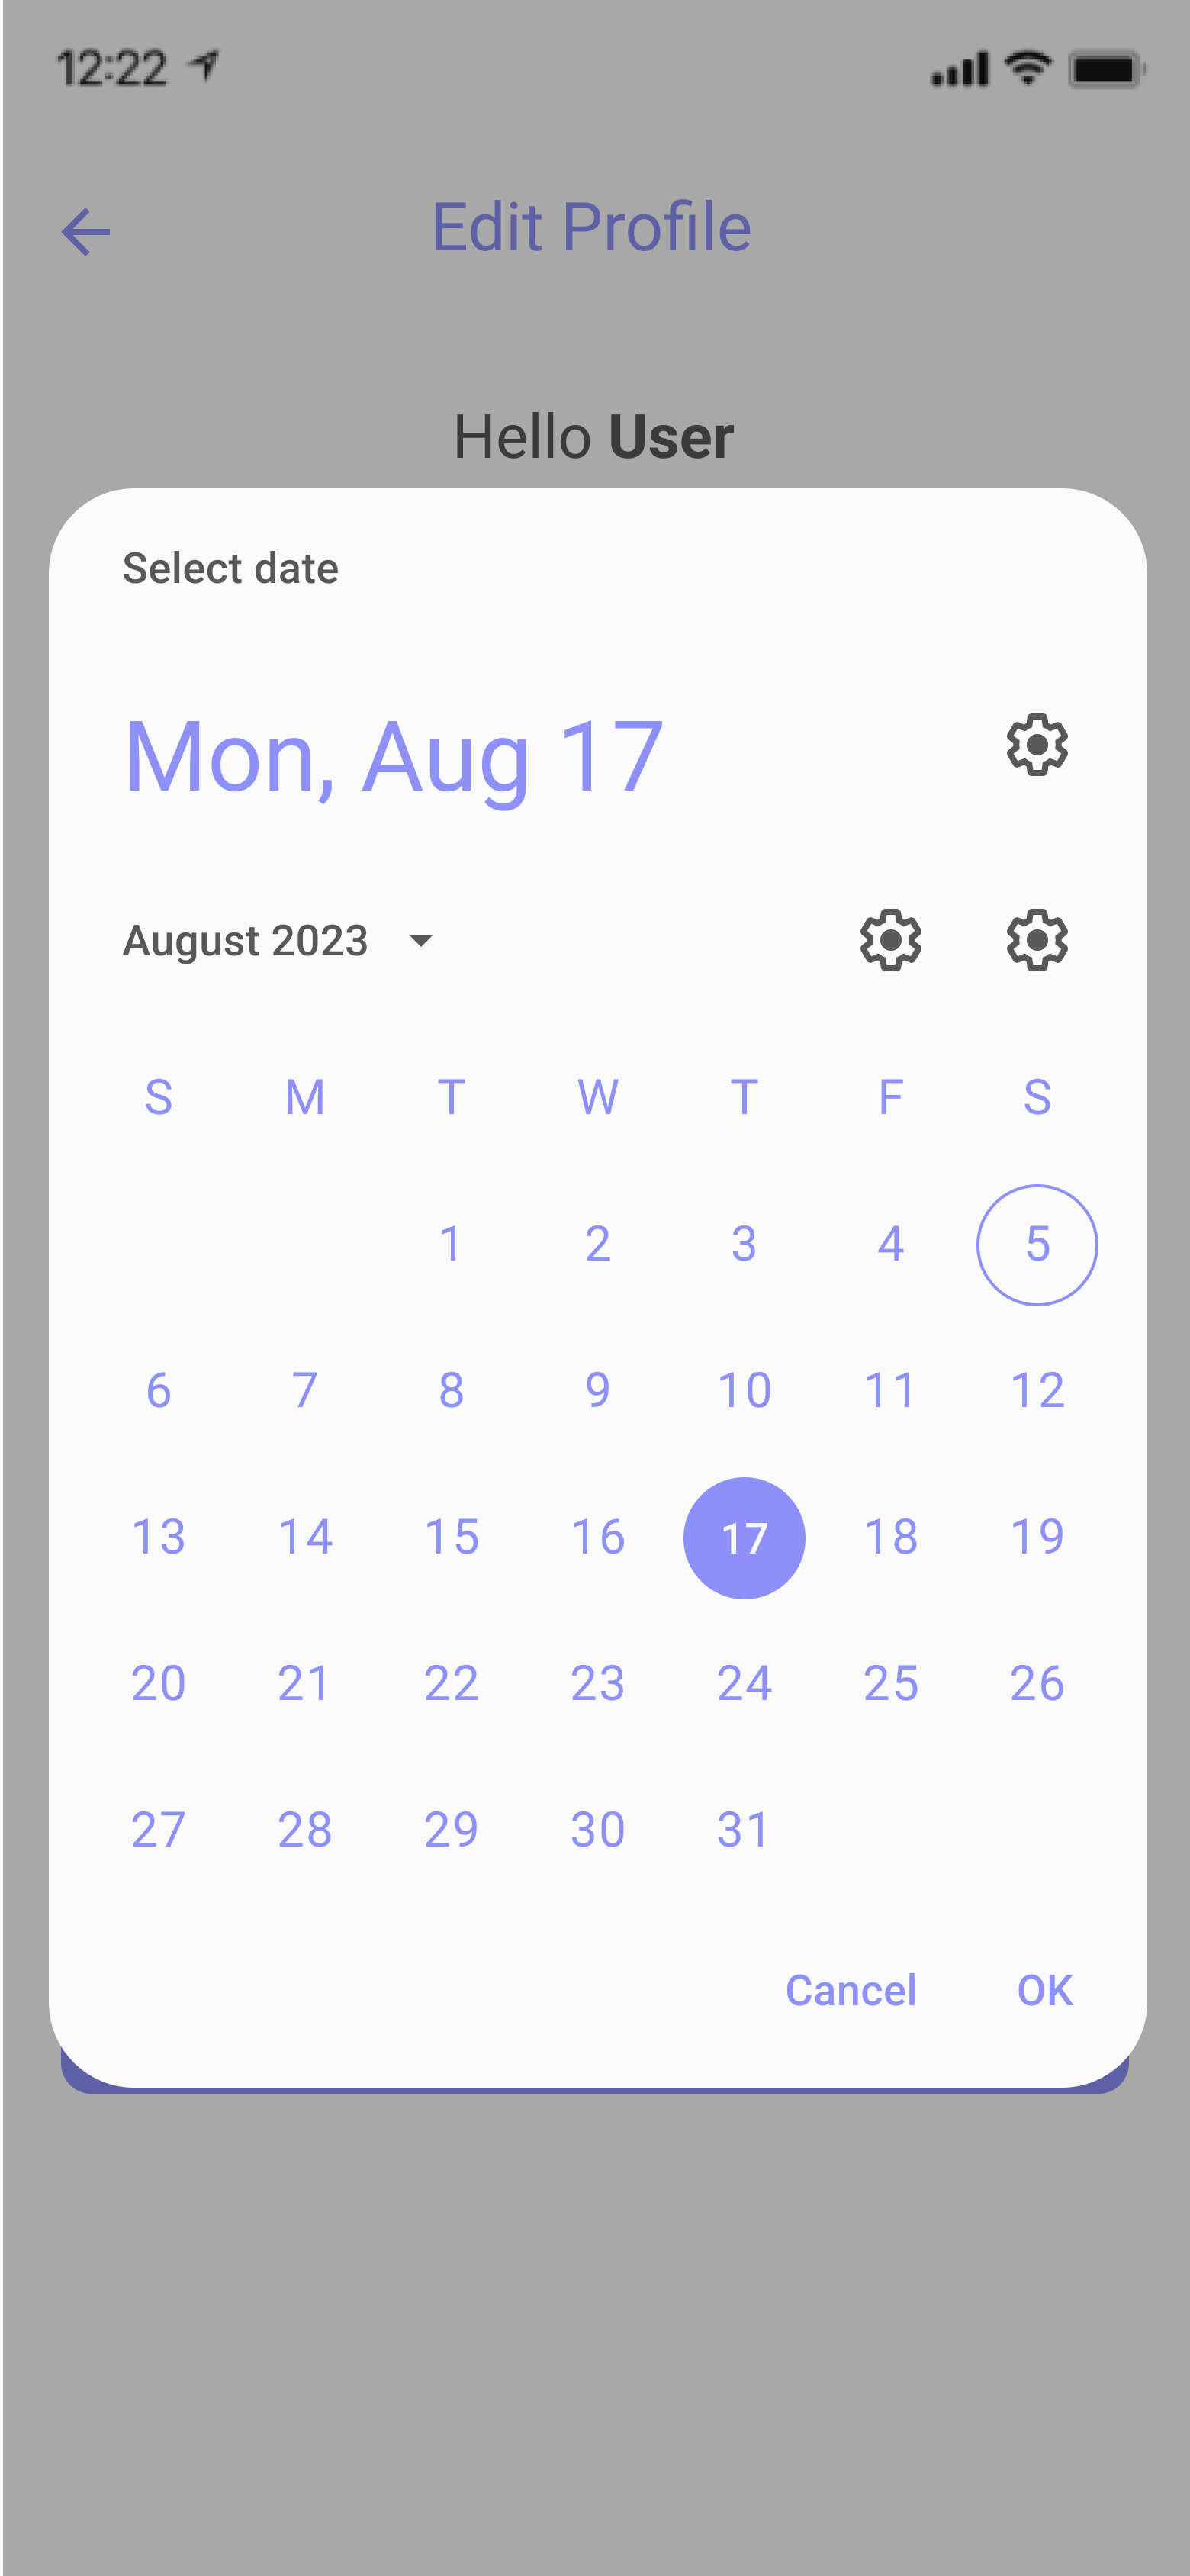 12:22
Edit Profile
Hello User
Select date
Mon, Aug 17
August 2023
S M T W T F S
1 2 3 4 5
6 7 8 9 10 11 12
13 14 15 16 17 18 19
20 21 22 23 24 25 26
27 28 29 30 31
Cancel OK